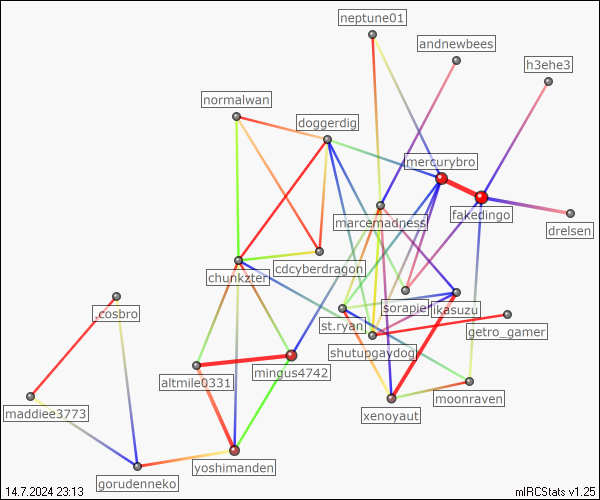 neptune01
andnewbees
h3ehe3
normalwan
doggerdig
mercurybro
marcemadness
fakedingo
drelsen
cdcyberdragon
chunkzter
.cosbro
sorapie
ikasuzu
st.ryan
getro_gamer
shutupgaydog
altmile0331
mingus4742
moonraven
maddiee3773
xenoyaut
yoshimanden
gorudenneko
14.7.2024 23:13
mIRCStats v1.25